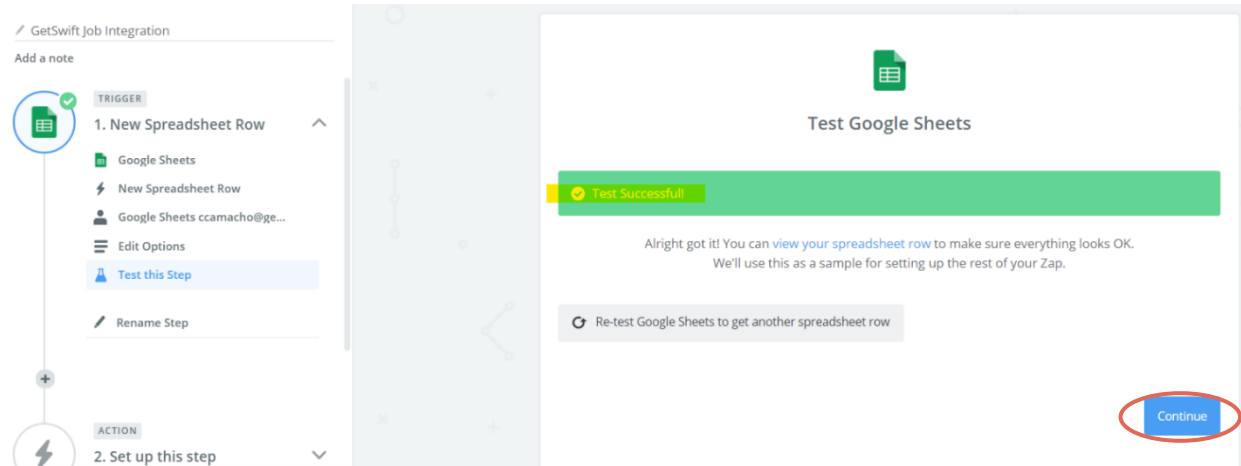 GetSwift Job Integration
Add a note
TRIGGER
1. New Spreadsheet Row
Google Sheets
New Spreadsheet Row
Google Sheets ccamacho@ge...
Edit Options
Test this Step
Rename Step
ACTION
2. Set up this step
Test Google Sheets
Test Successful!
Alright got it! You can view your spreadsheet row to make sure everything looks OK.
We'll use this as a sample for setting up the rest of your Zap.
Re-test Google Sheets to get another spreadsheet row
Continue